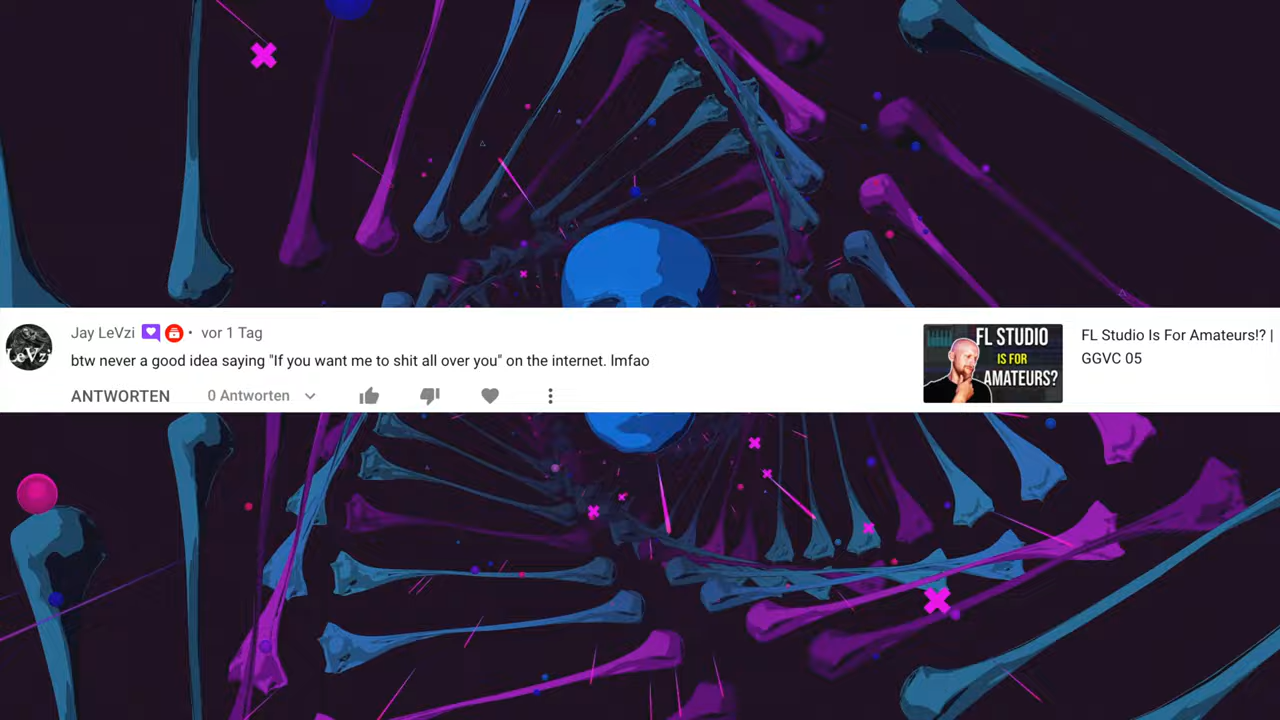 Jay LeVzi • vor 1 Tag
btw never a good idea saying "If you want me to shit all over you" on the internet. lmfao
ANTWORTEN 0 Antworten
LeVzi
FL STUDIO
IS FOR
AMATEURS?
FL Studio Is For Amateurs!? |
GGVC 05